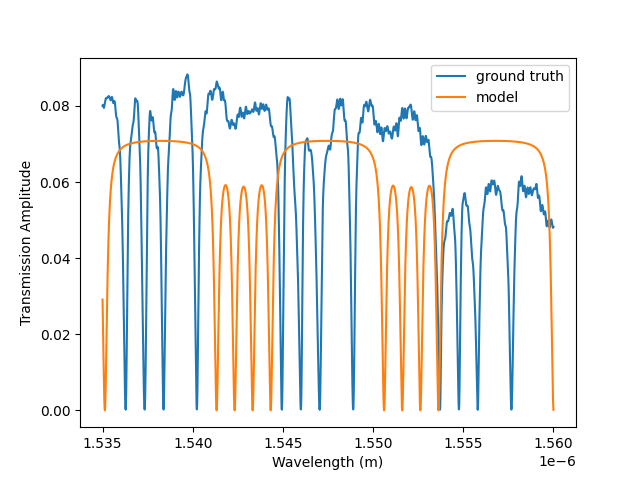 ground truth
model
0.08
0.06
0.04
0.02
0.00
Transmission Amplitude
1.535 1.540 1.545 1.550 1.555 1.560
Wavelength (m)
1e−6